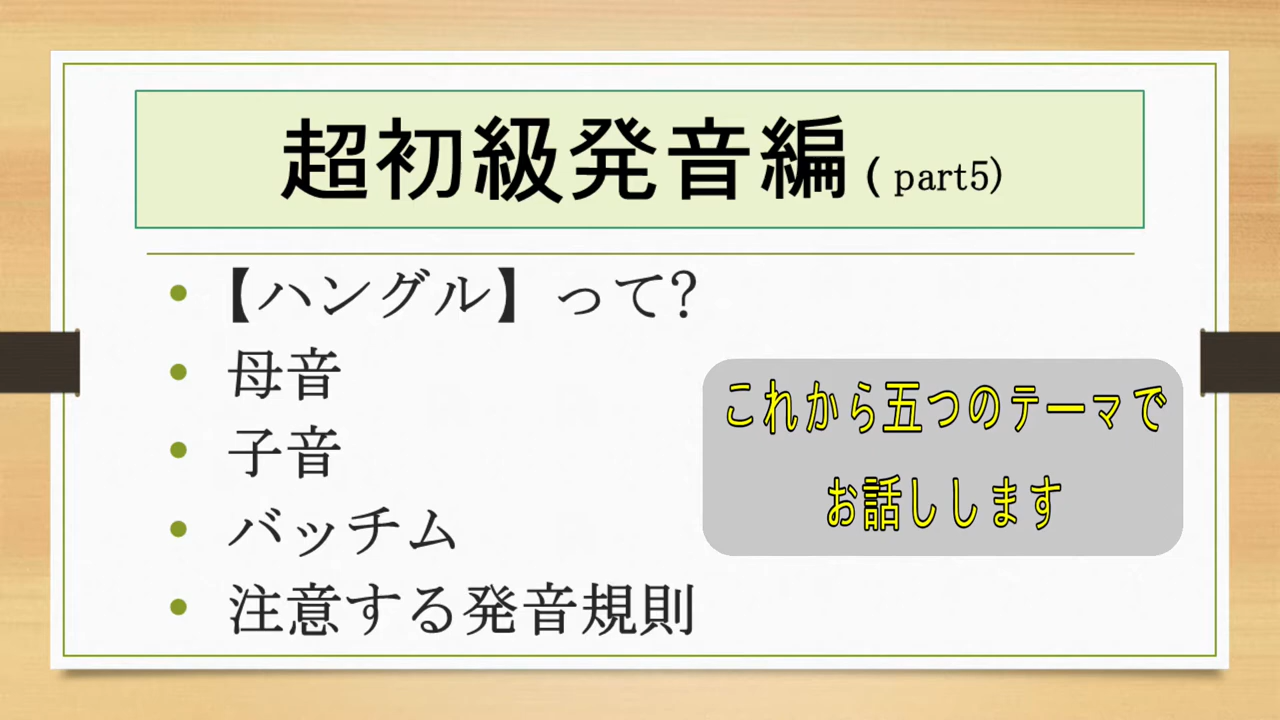 超初級発音編( part5)
• 【ハングル】って?
• 母音
• 子音
• バッチム
• 注意する発音規則
これから五つのテーマで
お話しします